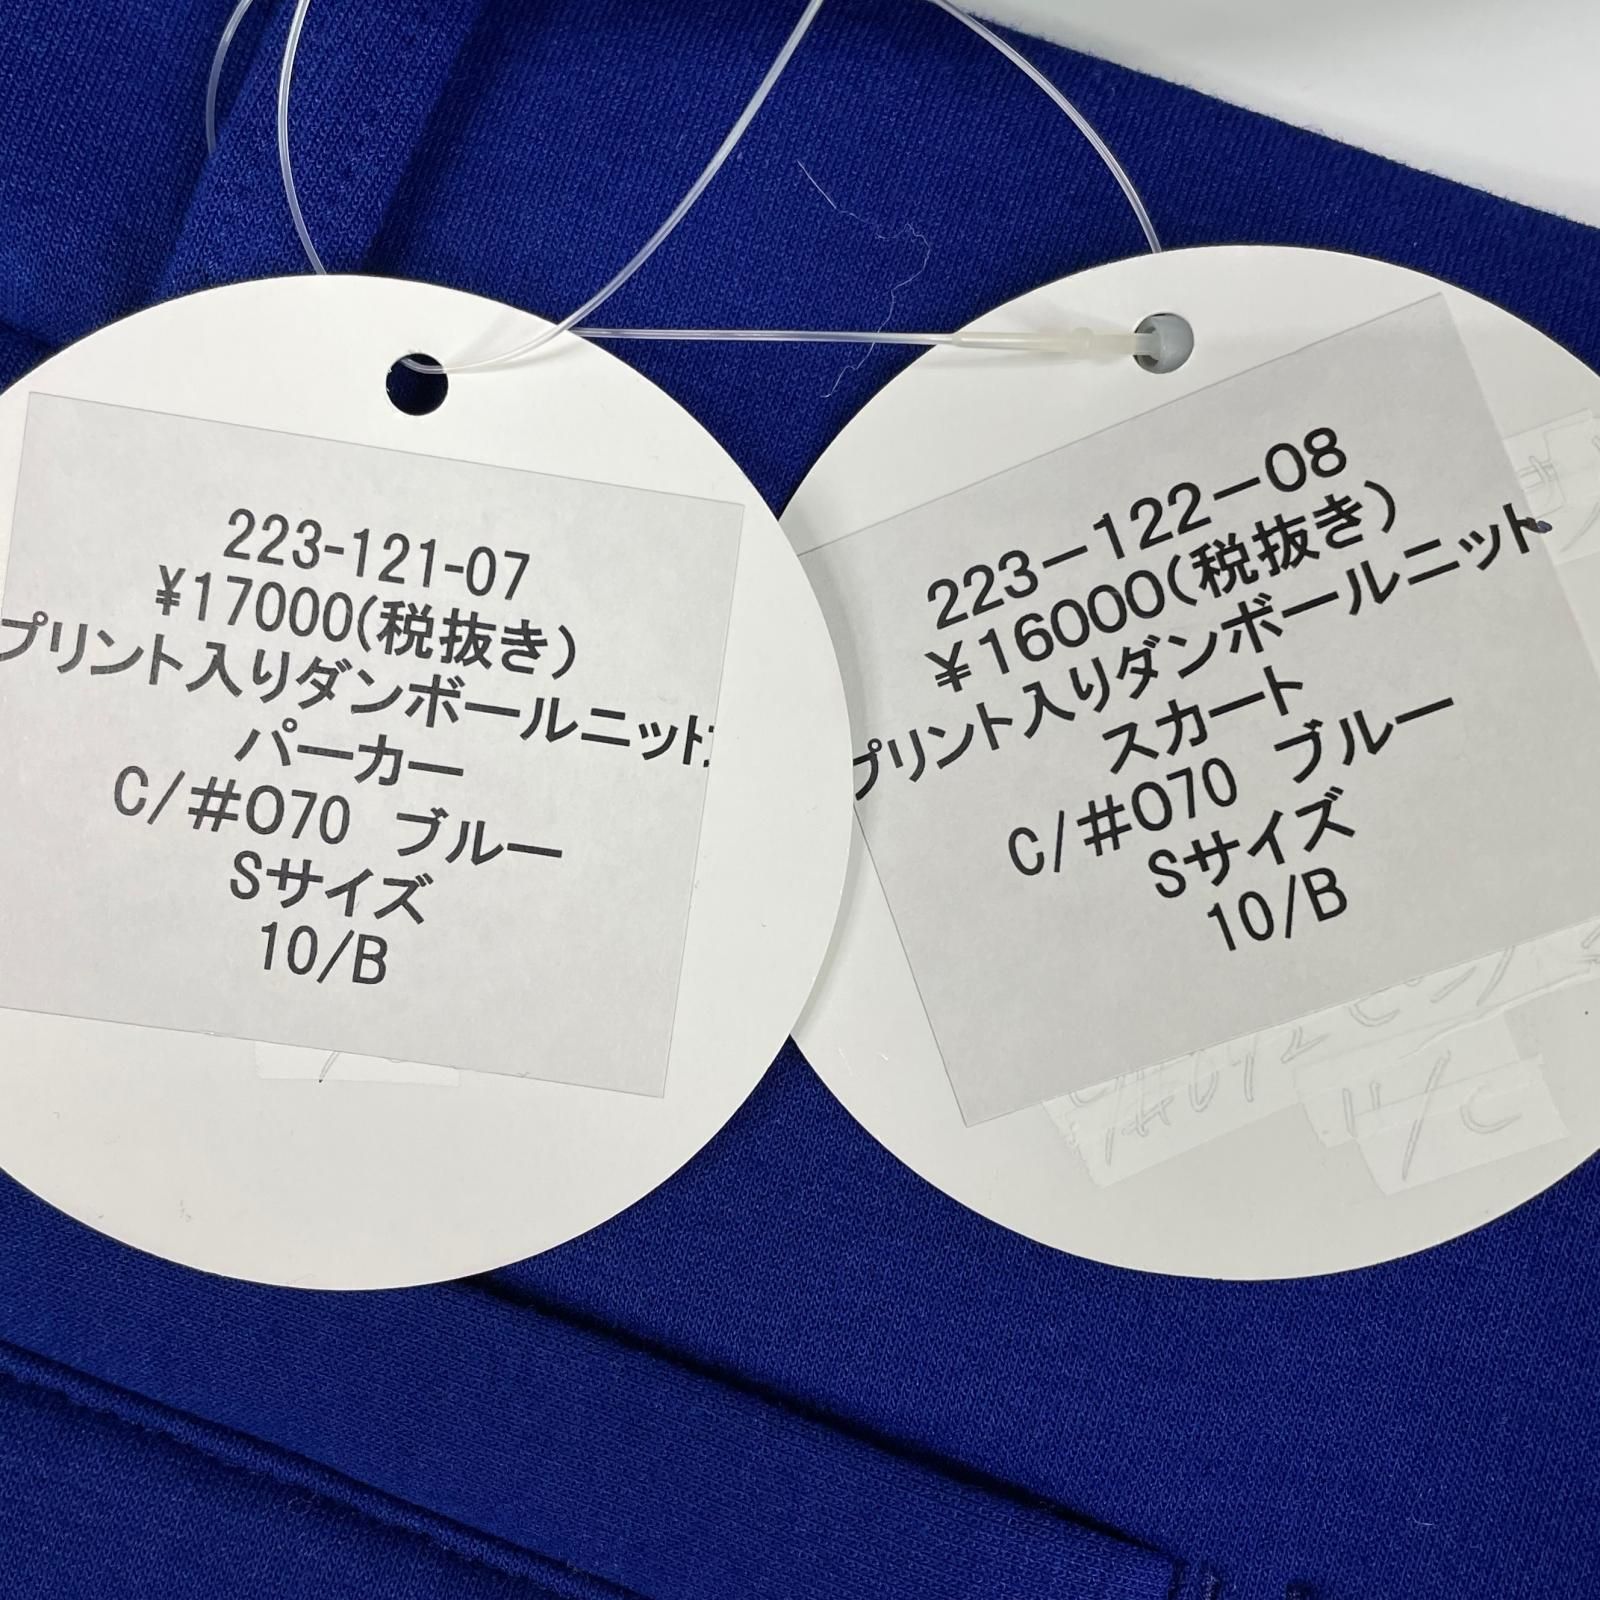 223-121-07
¥17000(税抜き)
プリント入りダンボールニット
パーカー
C/#070 ブルー
Sサイズ
10/B
223-122-08
¥16000(税抜き)
プリント入りダンボールニット
スカート
C/#070 ブルー
Sサイズ
10/B
11/C